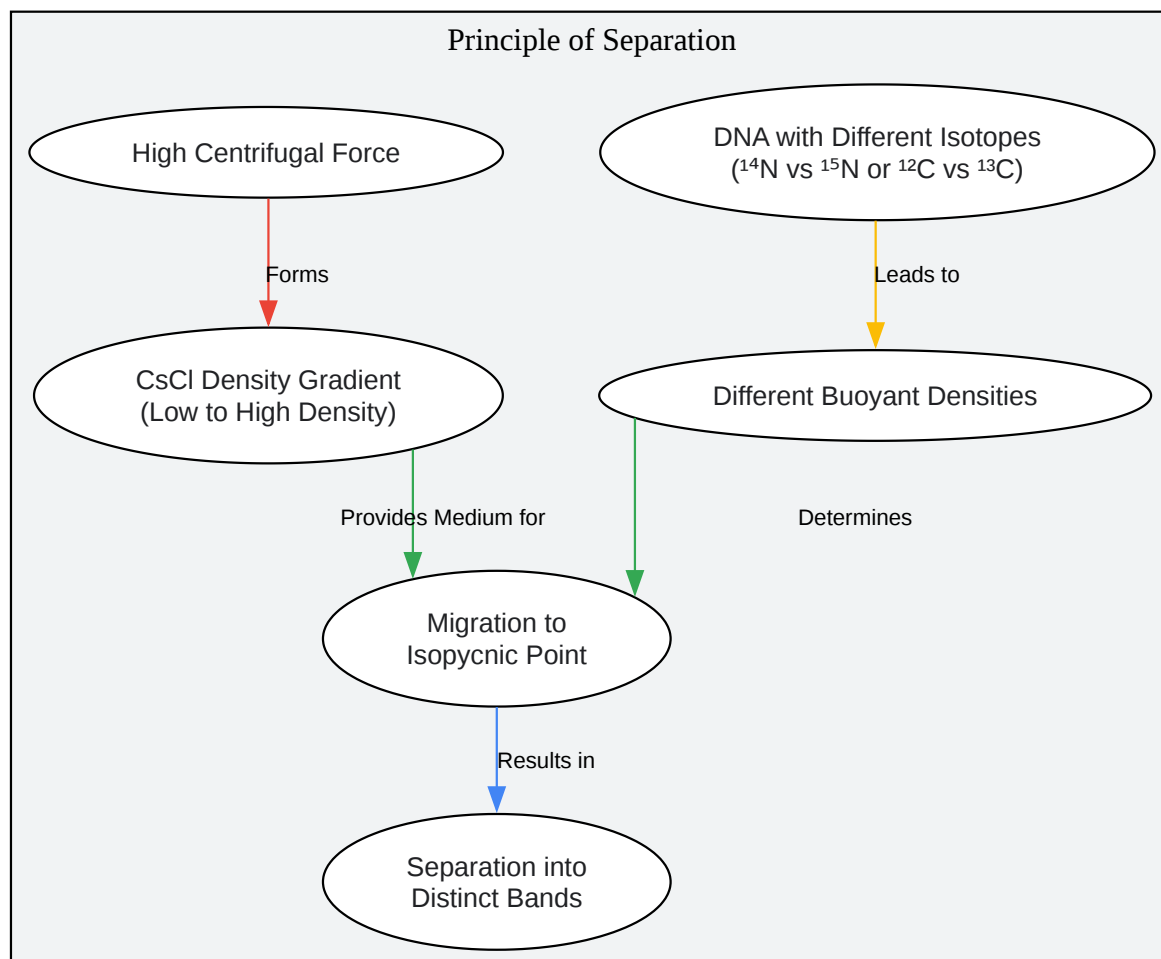 Principle of Separation
High Centrifugal Force
DNA with Different Isotopes
(¹⁴N vs ¹⁵N or ¹²C vs ¹³C)
Forms
Leads to
CsCl Density Gradient
(Low to High Density)
Different Buoyant Densities
Provides Medium for
Determines
Migration to
Isopycnic Point
Results in
Separation into
Distinct Bands